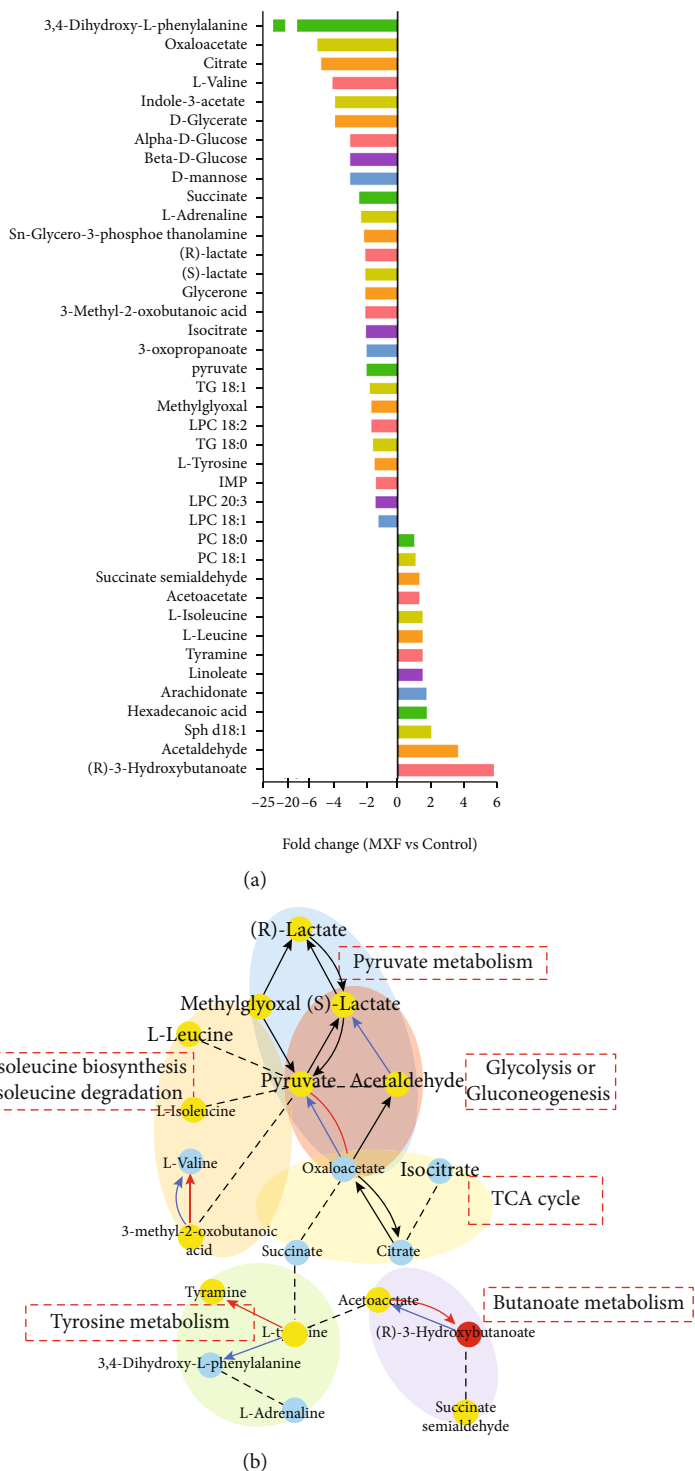 3,4-Dihydroxy-L-phenylalanine
Oxaloacetate
Citrate
L-Valine
Indole-3-acetate
D-Glycerate
Alpha-D-Glucose
Beta-D-Glucose
D-mannose
Succinate
L-Adrenaline
Sn-Glycero-3-phosphoe thanolamine
(R)-lactate
(S)-lactate
Glycerone
3-Methyl-2-oxobutanoic acid
Isocitrate
3-oxopropanoate
pyruvate
TG 18:1
Methylglyoxal
LPC 18:2
TG 18:0
L-Tyrosine
IMP
LPC 20:3
LPC 18:1
PC 18:0
PC 18:1
Succinate semialdehyde
Acetoacetate
L-Isoleucine
L-Leucine
Tyramine
Linoleate
Arachidonate
Hexadecanoic acid
Sph d18:1
Acetaldehyde
(R)-3-Hydroxybutanoate
−25 −20 −6 −4 −2 0 2 4 6
Fold change (MXF vs Control)
(a)
(R)-Lactate
Pyruvate metabolism
Methylglyoxal (S)-Lactate
L-Leucine
soleucine biosynthesis
soleucine degradation
Pyruvate Acetaldehyde
Glycolysis or
Gluconeogenesis
L-Isoleucine
L-Valine
Oxaloacetate
Isocitrate
TCA cycle
3-methyl-2-oxobutanoic
acid
Succinate
Citrate
Tyramine
Acetoacctate
Butanoate metabolism
Tyrosine metabolism
(R)-3-Hydroxybutanoate
3,4-Dihydroxy-L-phenylalanine
L-Adrenaline
Succinate
semialdehyde
(b)